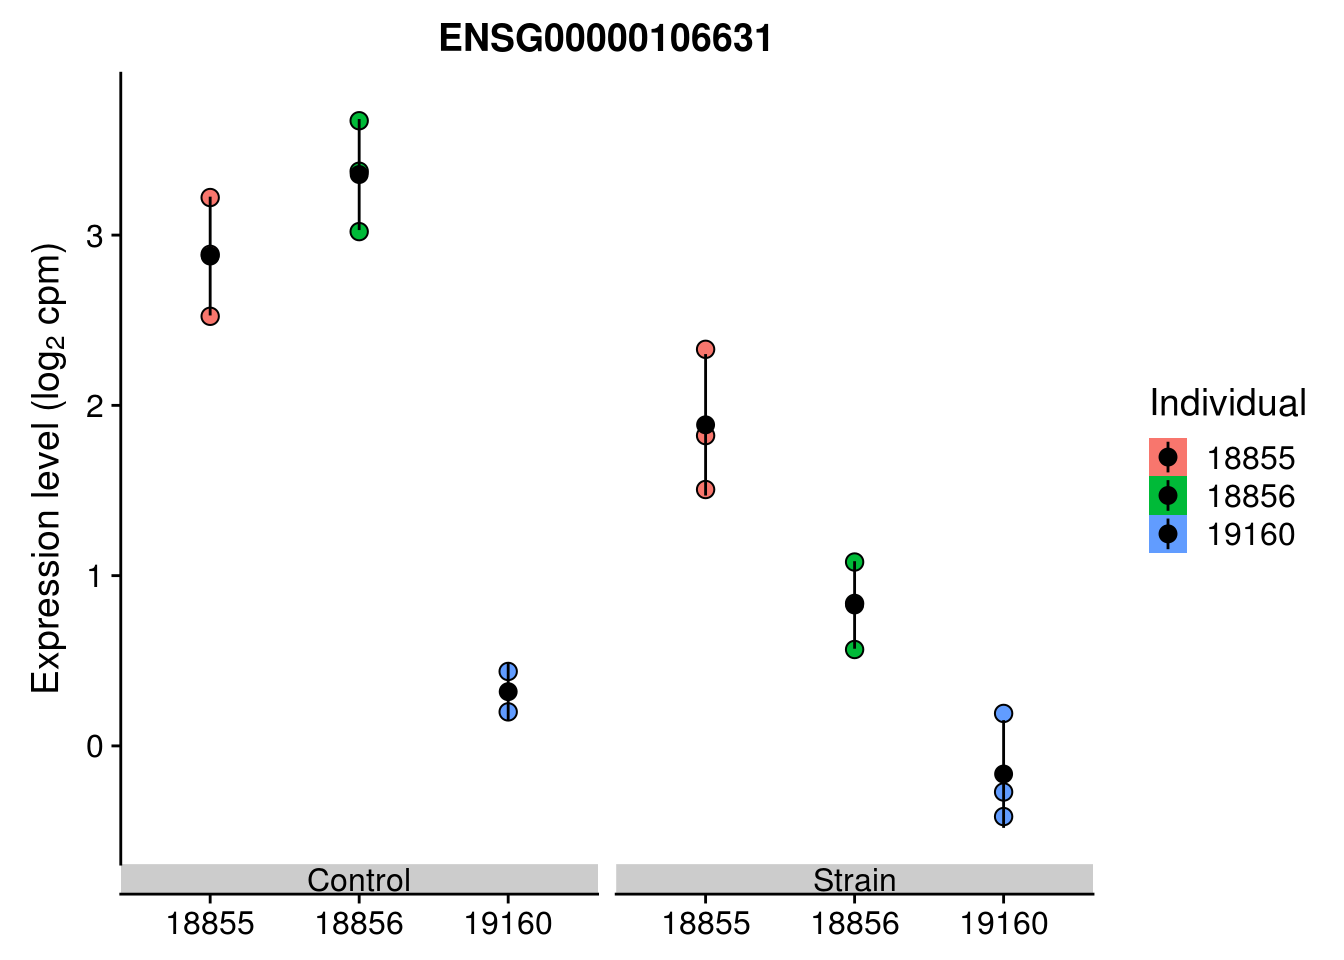 ENSG00000106631
Expression level (log₂ cpm)
3
2
1
0
Control
Strain
18855 18856 19160
18855 18856 19160
Individual
18855
18856
19160